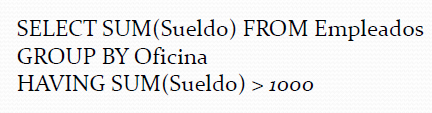 SELECT SUM(Sueldo) FROM Empleados
GROUP BY Oficina
HAVING SUM(Sueldo) > 1000